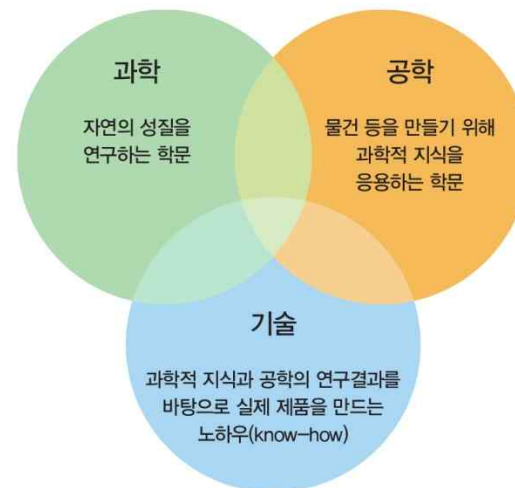 과학
자연의 성질을
연구하는 학문
공학
물건 등을 만들기 위해
과학적 지식을
응용하는 학문
기술
과학적 지식과 공학의 연구결과를
바탕으로 실제 제품을 만드는
노하우(know-how)